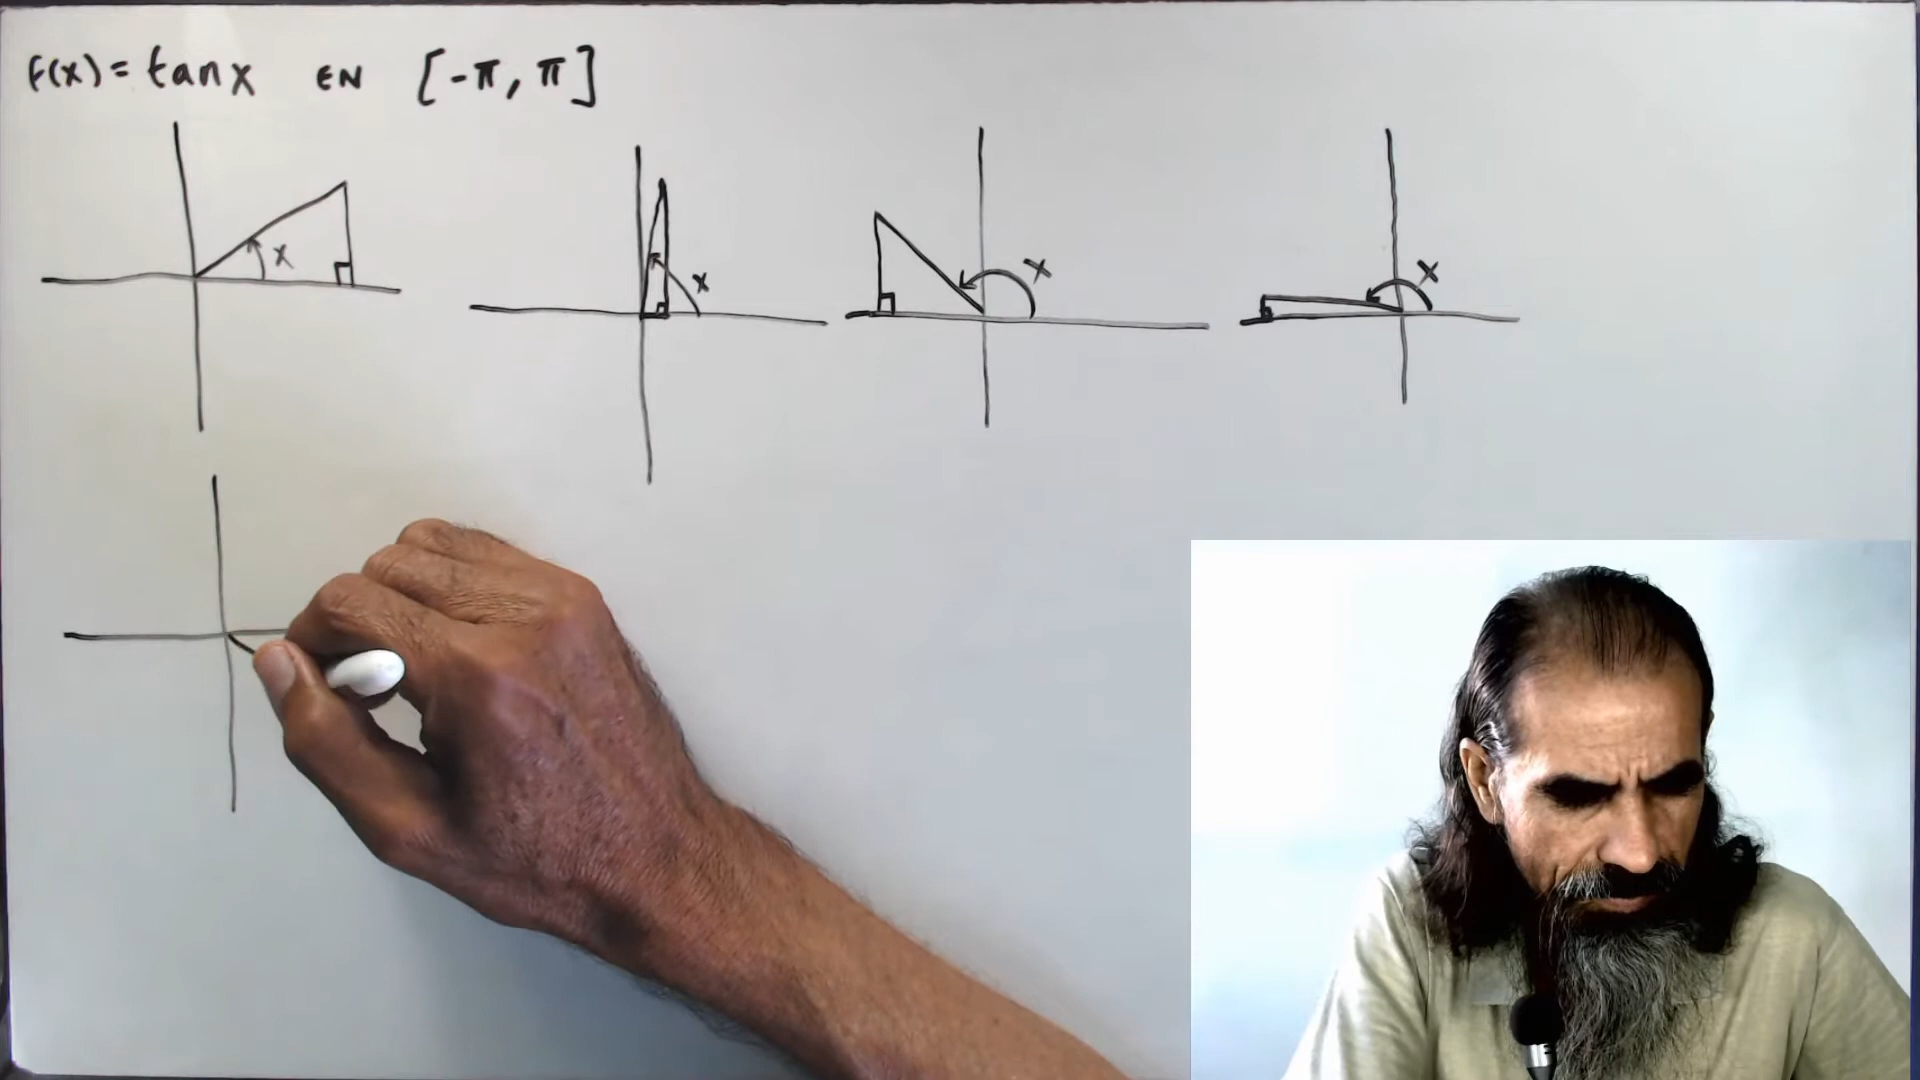 f(x) = tan x EN [-π, π]
x
x
x
x